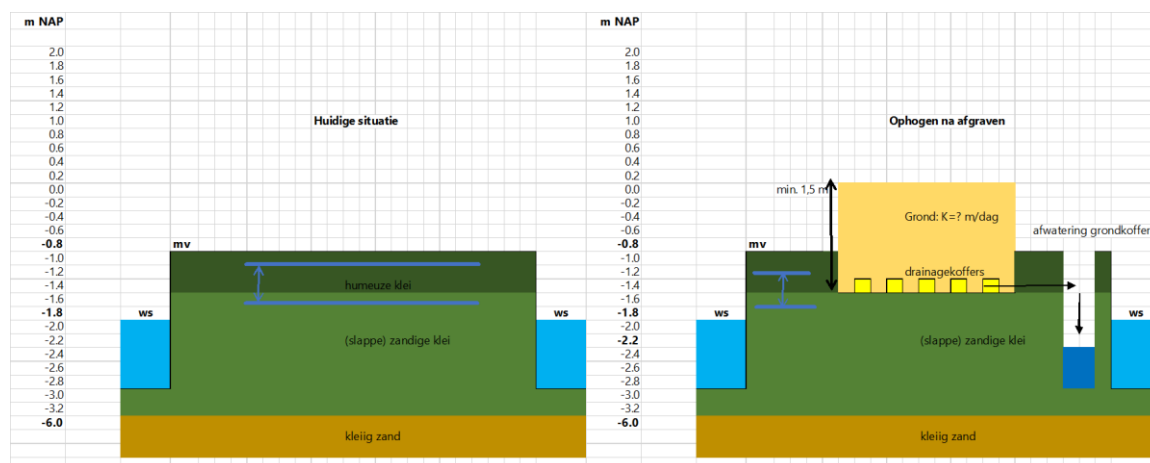 m NAP
2.0
1.8
1.6
1.4
1.2
1.0
0.8
0.6
0.4
0.2
0.0
-0.2
-0.4
-0.6
-0.8
-1.0
-1.2
-1.4
-1.6
-1.8
-2.0
-2.2
-2.4
-2.6
-2.8
-3.0
-3.2
-6.0
Huidige situatie
mv
humeuze klei
ws
ws
(slappe) zandige klei
kleiig zand
m NAP
2.0
1.8
1.6
1.4
1.2
1.0
0.8
0.6
0.4
0.2
0.0
-0.2
-0.4
-0.6
-0.8
-1.0
-1.2
-1.4
-1.6
-1.8
-2.0
-2.2
-2.4
-2.6
-2.8
-3.0
-3.2
-6.0
Ophogen na afgraven
min. 1,5 m
Grond: K=? m/dag
afwatering grondkoffer
mv
drainagekoffers
ws
ws
(slappe) zandige klei
kleiig zand